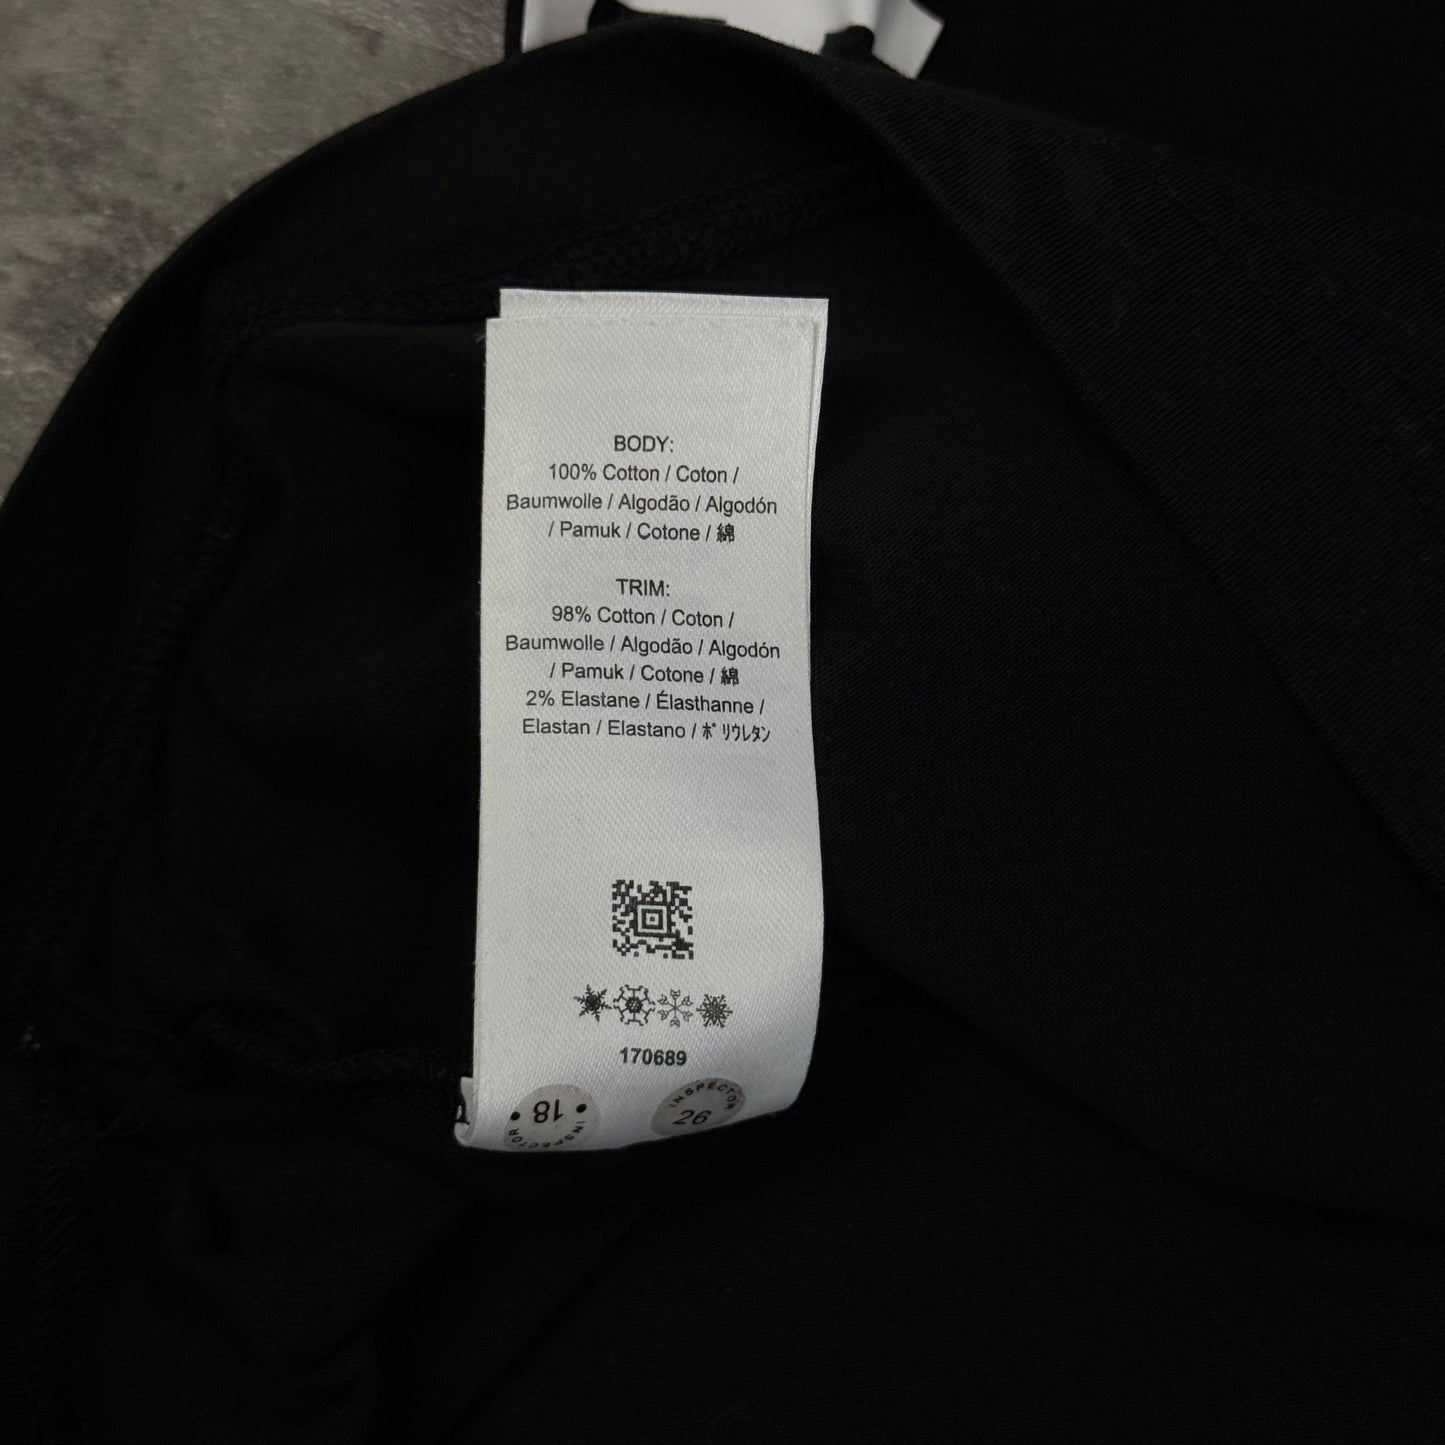 BODY:
100% Cotton / Coton /
Baumwolle / Algodão / Algodón
/ Pamuk / Cotone / 綿
TRIM:
98% Cotton / Coton /
Baumwolle / Algodão / Algodón
/ Pamuk / Cotone / 綿
2% Elastane / Élasthanne /
Elastan / Elastano / ﾎﾟﾘｳﾚﾀﾝ
170689
18
INSPECTOR
INSPECTOR
26